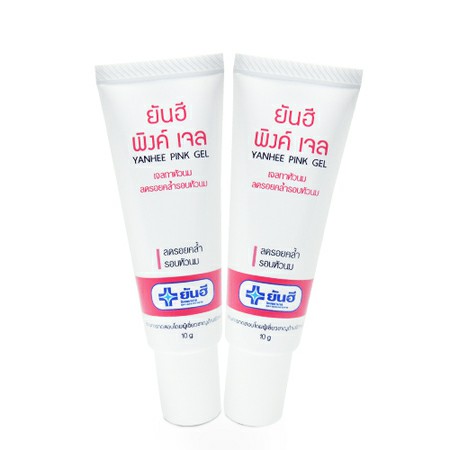 ยันฮี
พิงค์ เจล
YANHEE PINK GEL
เจลทาหัวนม
ลดรอยคล้ำรอบหัวนม
ลดรอยคล้ำ
รอบหัวนม
ยันฮี
10 g
ยันฮี
พิงค์ เจล
YANHEE PINK GEL
เจลทาหัวนม
ลดรอยคล้ำรอบหัวนม
ลดรอยคล้ำ
รอบหัวนม
ยันฮี
10 g